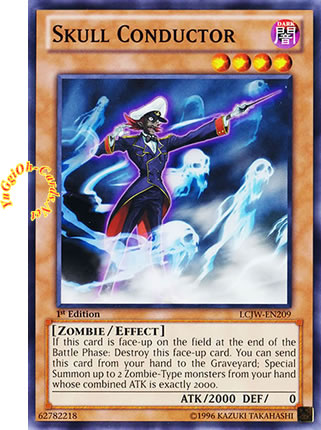 SKULL CONDUCTOR
DARK
闇
YuGiOh-Cards.Net
1st Edition
LCJW-EN209
[ZOMBIE / EFFECT]
If this card is face-up on the field at the end of the
Battle Phase: Destroy this face-up card. You can send
this card from your hand to the Graveyard; Special
Summon up to 2 Zombie-Type monsters from your hand
whose combined ATK is exactly 2000.
ATK/2000 DEF/ 0
62782218
©1996 KAZUKI TAKAHASHI